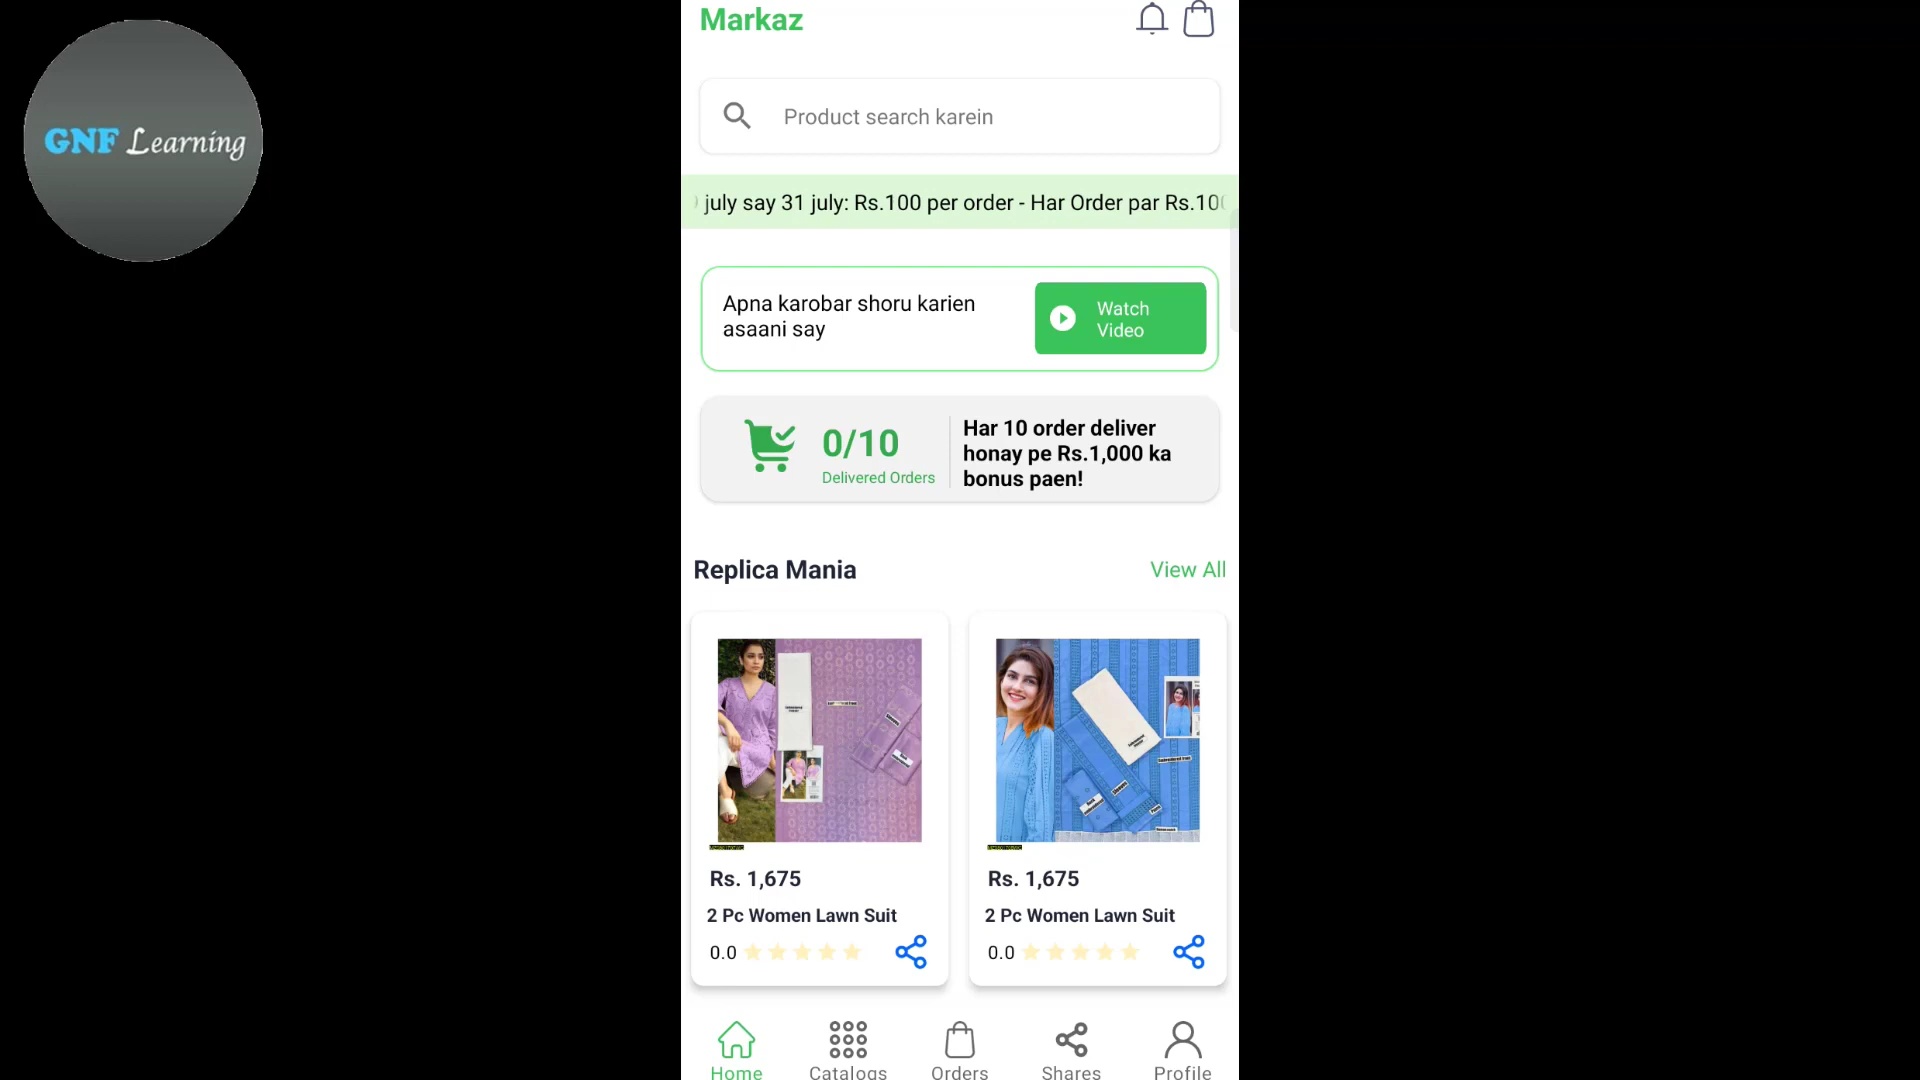 GNF Learning
Markaz
Product search karein
july say 31 july: Rs.100 per order - Har Order par Rs.100
Apna karobar shoru karien
asaani say
Watch
Video
0/10
Delivered Orders
Har 10 order deliver
honay pe Rs.1,000 ka
bonus paen!
Replica Mania
View All
Rs. 1,675
2 Pc Women Lawn Suit
0.0
Rs. 1,675
2 Pc Women Lawn Suit
0.0
Home
Catalogs
Orders
Shares
Profile